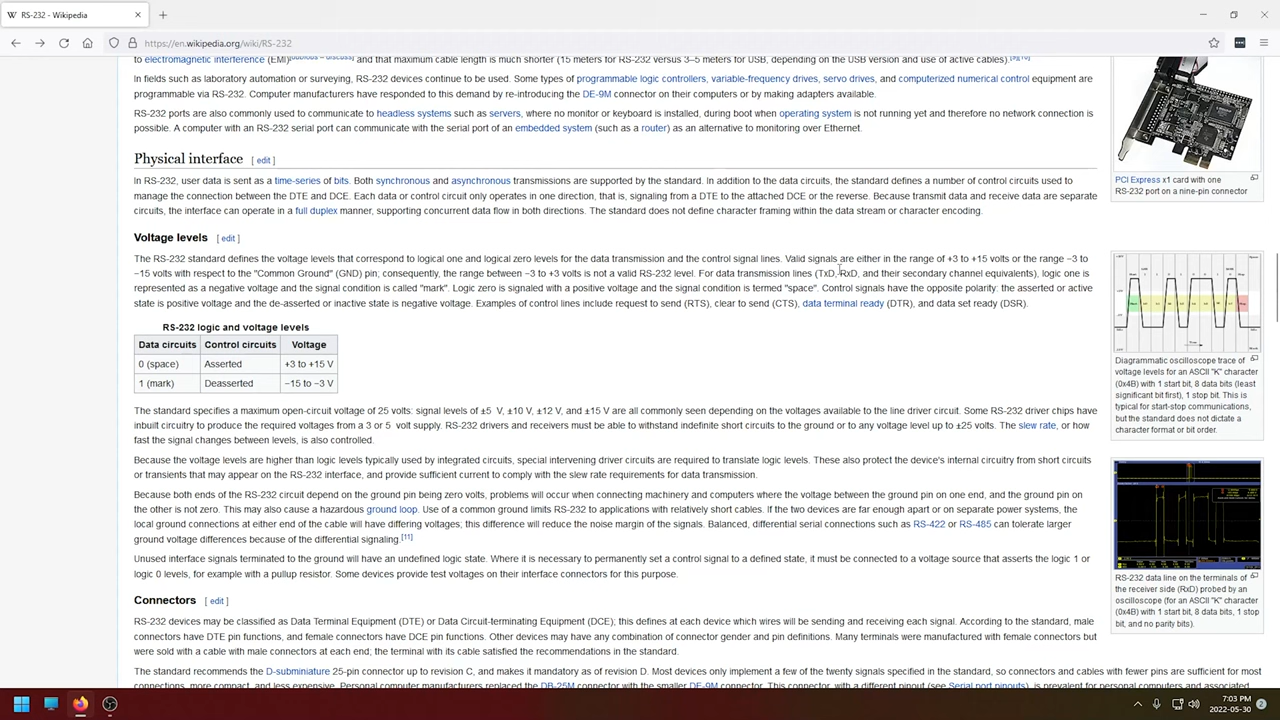 RS-232 - Wikipedia
https://en.wikipedia.org/wiki/RS-232
to electromagnetic interference (EMI)[dubious – discuss] and that maximum cable length is much shorter (15 meters for RS-232 versus 3–5 meters for USB, depending on the USB version and use of active cables).
In fields such as laboratory automation or surveying, RS-232 devices continue to be used. Some types of programmable logic controllers, variable-frequency drives, servo drives, and computerized numerical control equipment are
programmable via RS-232. Computer manufacturers have responded to this demand by re-introducing the DE-9M connector on their computers or by making adapters available.
RS-232 ports are also commonly used to communicate to headless systems such as servers, where no monitor or keyboard is installed, during boot when operating system is not running yet and therefore no network connection is
possible. A computer with an RS-232 serial port can communicate with the serial port of an embedded system (such as a router) as an alternative to monitoring over Ethernet.
PCI Express x1 card with one
RS-232 port on a nine-pin connector
Physical interface [ edit ]
In RS-232, user data is sent as a time-series of bits. Both synchronous and asynchronous transmissions are supported by the standard. In addition to the data circuits, the standard defines a number of control circuits used to
manage the connection between the DTE and DCE. Each data or control circuit only operates in one direction, that is, signaling from a DTE to the attached DCE or the reverse. Because transmit data and receive data are separate
circuits, the interface can operate in a full duplex manner, supporting concurrent data flow in both directions. The standard does not define character framing within the data stream or character encoding.
Voltage levels [ edit ]
The RS-232 standard defines the voltage levels that correspond to logical one and logical zero levels for the data transmission and the control signal lines. Valid signals are either in the range of +3 to +15 volts or the range −3 to
−15 volts with respect to the "Common Ground" (GND) pin; consequently, the range between −3 to +3 volts is not a valid RS-232 level. For data transmission lines (TxD, RxD, and their secondary channel equivalents), logic one is
represented as a negative voltage and the signal condition is called "mark". Logic zero is signaled with a positive voltage and the signal condition is termed "space". Control signals have the opposite polarity: the asserted or active
state is positive voltage and the de-asserted or inactive state is negative voltage. Examples of control lines include request to send (RTS), clear to send (CTS), data terminal ready (DTR), and data set ready (DSR).
RS-232 logic and voltage levels
Data circuits Control circuits Voltage
0 (space) Asserted +3 to +15 V
1 (mark) Deasserted −15 to −3 V
Diagrammatic oscilloscope trace of
voltage levels for an ASCII "K" character
(0x4B) with 1 start bit, 8 data bits (least
significant bit first), 1 stop bit. This is
typical for start-stop communications,
but the standard does not dictate a
character format or bit order.
The standard specifies a maximum open-circuit voltage of 25 volts: signal levels of ±5 V, ±10 V, ±12 V, and ±15 V are all commonly seen depending on the voltages available to the line driver circuit. Some RS-232 driver chips have
inbuilt circuitry to produce the required voltages from a 3 or 5 volt supply. RS-232 drivers and receivers must be able to withstand indefinite short circuits to the ground or to any voltage level up to ±25 volts. The slew rate, or how
fast the signal changes between levels, is also controlled.
Because the voltage levels are higher than logic levels typically used by integrated circuits, special intervening driver circuits are required to translate logic levels. These also protect the device's internal circuitry from short circuits
or transients that may appear on the RS-232 interface, and provide sufficient current to comply with the slew rate requirements for data transmission.
Because both ends of the RS-232 circuit depend on the ground pin being zero volts, problems will occur when connecting machinery and computers where the voltage between the ground pin on one end, and the ground pin on
the other is not zero. This may also cause a hazardous ground loop. Use of a common ground limits RS-232 to applications with relatively short cables. If the two devices are far enough apart or on separate power systems, the
local ground connections at either end of the cable will have differing voltages; this difference will reduce the noise margin of the signals. Balanced, differential serial connections such as RS-422 or RS-485 can tolerate larger
ground voltage differences because of the differential signaling.[11]
Unused interface signals terminated to the ground will have an undefined logic state. Where it is necessary to permanently set a control signal to a defined state, it must be connected to a voltage source that asserts the logic 1 or
logic 0 levels, for example with a pullup resistor. Some devices provide test voltages on their interface connectors for this purpose.
RS-232 data line on the terminals of
the receiver side (RxD) probed by an
oscilloscope (for an ASCII "K" character
(0x4B) with 1 start bit, 8 data bits, 1 stop
bit, and no parity bits).
Connectors [ edit ]
RS-232 devices may be classified as Data Terminal Equipment (DTE) or Data Circuit-terminating Equipment (DCE); this defines at each device which wires will be sending and receiving each signal. According to the standard, male
connectors have DTE pin functions, and female connectors have DCE pin functions. Other devices may have any combination of connector gender and pin definitions. Many terminals were manufactured with female connectors but
were sold with a cable with male connectors at each end; the terminal with its cable satisfied the recommendations in the standard.
The standard recommends the D-subminiature 25-pin connector up to revision C, and makes it mandatory as of revision D. Most devices only implement a few of the twenty signals specified in the standard, so connectors and cables with fewer pins are sufficient for most
connections, more compact, and less expensive. Personal computer manufacturers replaced the DB-25M connector with the smaller DE-9M connector. This connector, with a different pinout (see Serial port pinouts), is prevalent for personal computers and associated
7:03 PM
2022-05-30
2